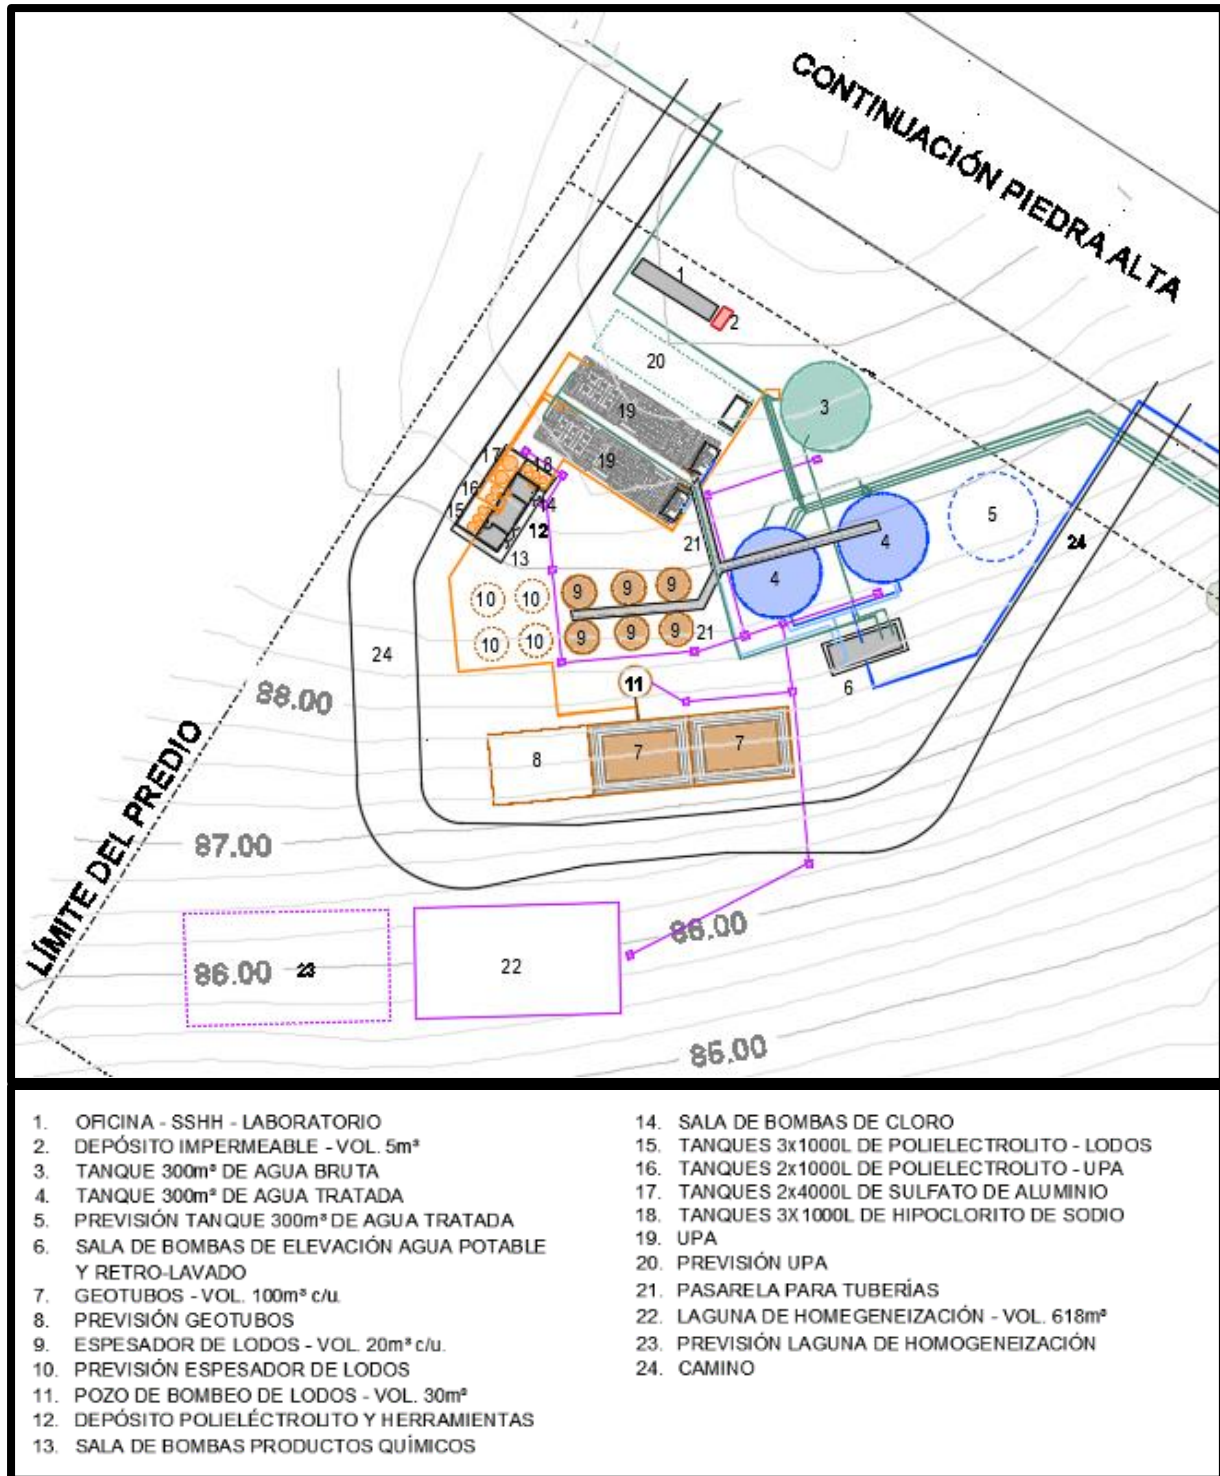 CONTINUACIÓN PIEDRA ALTA
1
2
20
3
19
19
17
18
16
14
15
12
13
21
4
4
5
24
10
10
9
9
9
10
10
9
9
9
21
24
11
6
88.00
8
7
7
LÍMITE DEL PREDIO
87.00
86.00
86.00
23
22
85.00
1. OFICINA - SSHH - LABORATORIO
2. DEPÓSITO IMPERMEABLE - VOL. 5m³
3. TANQUE 300m³ DE AGUA BRUTA
4. TANQUE 300m³ DE AGUA TRATADA
5. PREVISIÓN TANQUE 300m³ DE AGUA TRATADA
6. SALA DE BOMBAS DE ELEVACIÓN AGUA POTABLE
Y RETRO-LAVADO
7. GEOTUBOS - VOL. 100m³ c/u.
8. PREVISIÓN GEOTUBOS
9. ESPESADOR DE LODOS - VOL. 20m³ c/u.
10. PREVISIÓN ESPESADOR DE LODOS
11. POZO DE BOMBEO DE LODOS - VOL. 30m³
12. DEPÓSITO POLIELÉCTROLITO Y HERRAMIENTAS
13. SALA DE BOMBAS PRODUCTOS QUÍMICOS
14. SALA DE BOMBAS DE CLORO
15. TANQUES 3x1000L DE POLIELECTROLITO - LODOS
16. TANQUES 2x1000L DE POLIELECTROLITO - UPA
17. TANQUES 2x4000L DE SULFATO DE ALUMINIO
18. TANQUES 3X1000L DE HIPOCLORITO DE SODIO
19. UPA
20. PREVISIÓN UPA
21. PASARELA PARA TUBERÍAS
22. LAGUNA DE HOMEGENEIZACIÓN - VOL. 618m³
23. PREVISIÓN LAGUNA DE HOMOGENEIZACIÓN
24. CAMINO